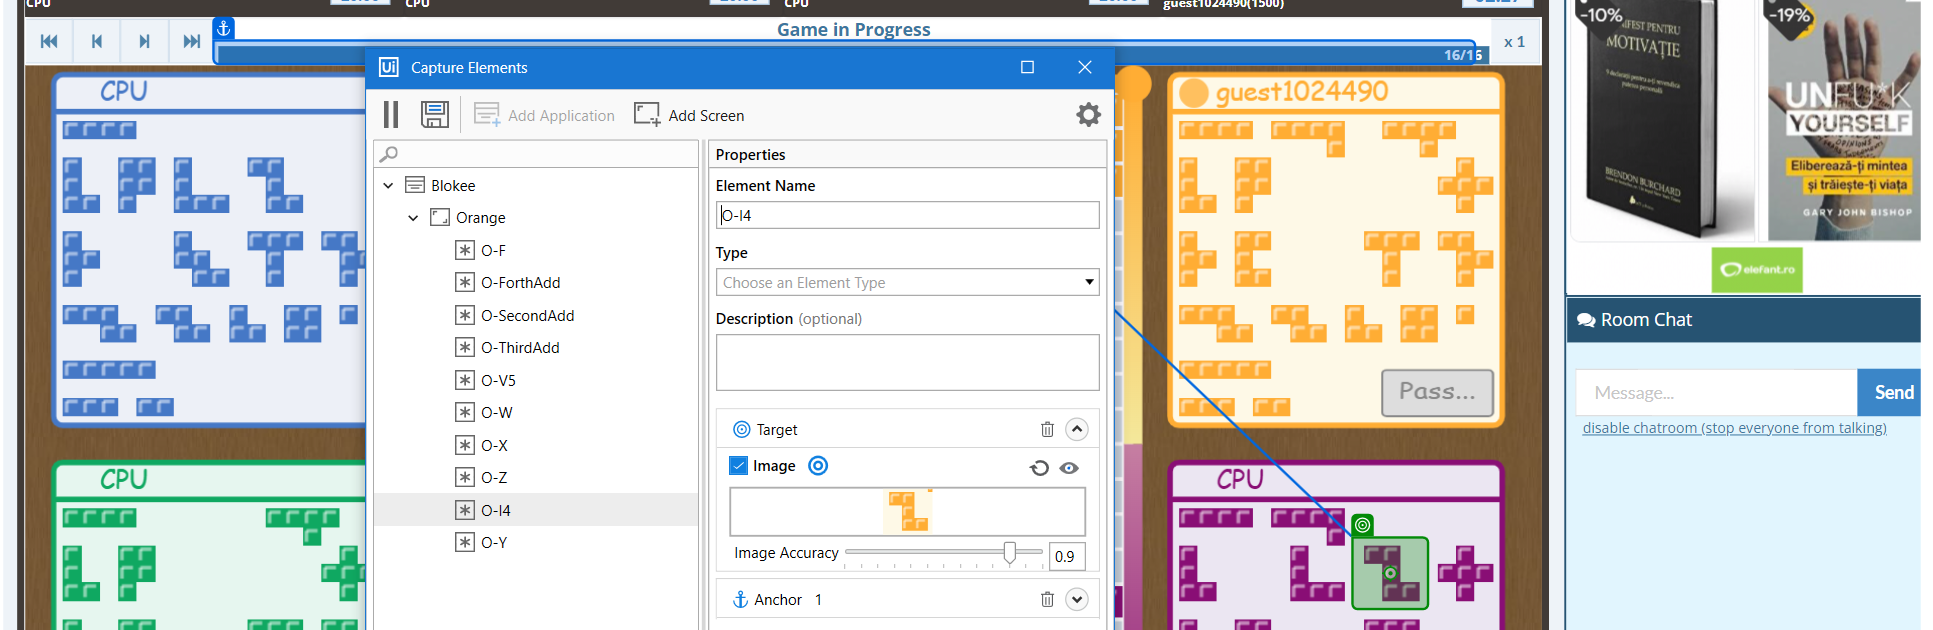 CPU
CPU
CPU
guest1024490(1500)
Game in Progress
16/16
x 1
CPU
guest1024490
Pass...
CPU
CPU
Ui Capture Elements
Add Application
Add Screen
Blokee
Orange
O-F
O-ForthAdd
O-SecondAdd
O-ThirdAdd
O-V5
O-W
O-X
O-Z
O-I4
O-Y
Properties
Element Name
O-I4
Type
Choose an Element Type
Description (optional)
Target
Image
Image Accuracy
0.9
Anchor 1
-10%
MOTIVAȚIE
BRENDON BURCHARD
-19%
UNFU*K
YOURSELF
Eliberează-ți mintea
și trăiește-ți viața
GARY JOHN BISHOP
elefant.ro
Room Chat
Message...
Send
disable chatroom (stop everyone from talking)